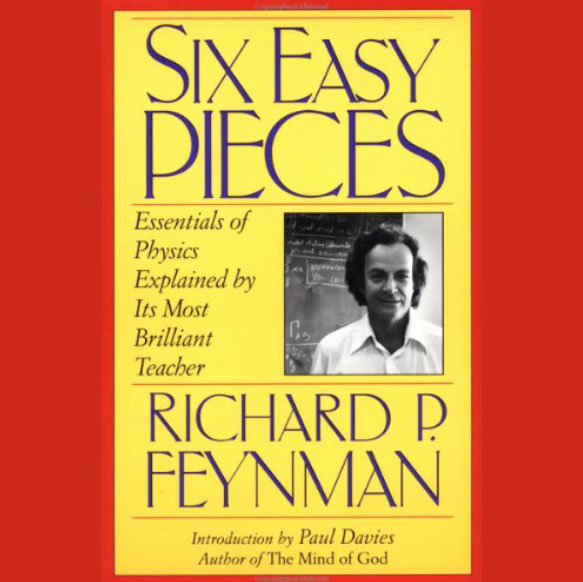 SIX EASY
PIECES
Essentials of
Physics
Explained by
Its Most
Brilliant
Teacher
RICHARD P.
FEYNMAN
Introduction by Paul Davies
Author of The Mind of God